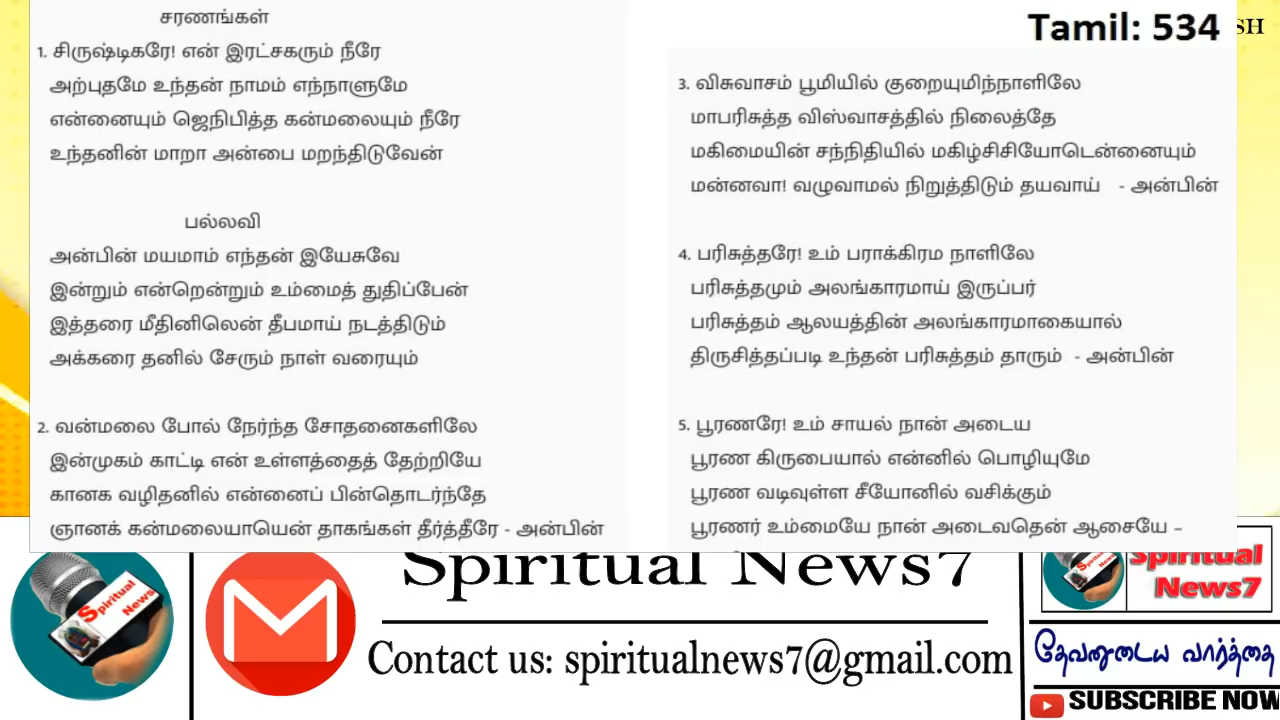 சரணங்கள்
1. சிருஷ்டிகரே! என் இரட்சகரும் நீரே
அற்புதமே உந்தன் நாமம் எந்நாளுமே
என்னையும் ஜெநிபித்த கன்மலையும் நீரே
உந்தனின் மாறா அன்பை மறந்திடுவேன்
பல்லவி
அன்பின் மயமாம் எந்தன் இயேசுவே
இன்றும் என்றென்றும் உம்மைத் துதிப்பேன்
இத்தரை மீதினிலென் தீபமாய் நடத்திடும்
அக்கரை தனில் சேரும் நாள் வரையும்
2. வன்மலை போல் நேர்ந்த சோதனைகளிலே
இன்முகம் காட்டி என் உள்ளத்தைத் தேற்றியே
கானக வழிதனில் என்னைப் பின்தொடர்ந்தே
ஞானக் கன்மலையாயென் தாகங்கள் தீர்த்தீரே - அன்பின்
Tamil: 534
SH
3. விசுவாசம் பூமியில் குறையுமிந்நாளிலே
மாபரிசுத்த விஸ்வாசத்தில் நிலைத்தே
மகிமையின் சந்நிதியில் மகிழ்சிசியோடென்னையும்
மன்னவா! வழுவாமல் நிறுத்திடும் தயவாய் - அன்பின்
4. பரிசுத்தரே! உம் பராக்கிரம நாளிலே
பரிசுத்தமும் அலங்காரமாய் இருப்பர்
பரிசுத்தம் ஆலயத்தின் அலங்காரமாகையால்
திருசித்தப்படி உந்தன் பரிசுத்தம் தாரும் - அன்பின்
5. பூரணரே! உம் சாயல் நான் அடைய
பூரண கிருபையால் என்னில் பொழியுமே
பூரண வடிவுள்ள சீயோனில் வசிக்கும்
பூரணர் உம்மையே நான் அடைவதென் ஆசையே –
Spiritual News
Spiritual News7
Contact us: spiritualnews7@gmail.com
Spiritual
News7
தேவனுடைய வார்த்தை
SUBSCRIBE NOW